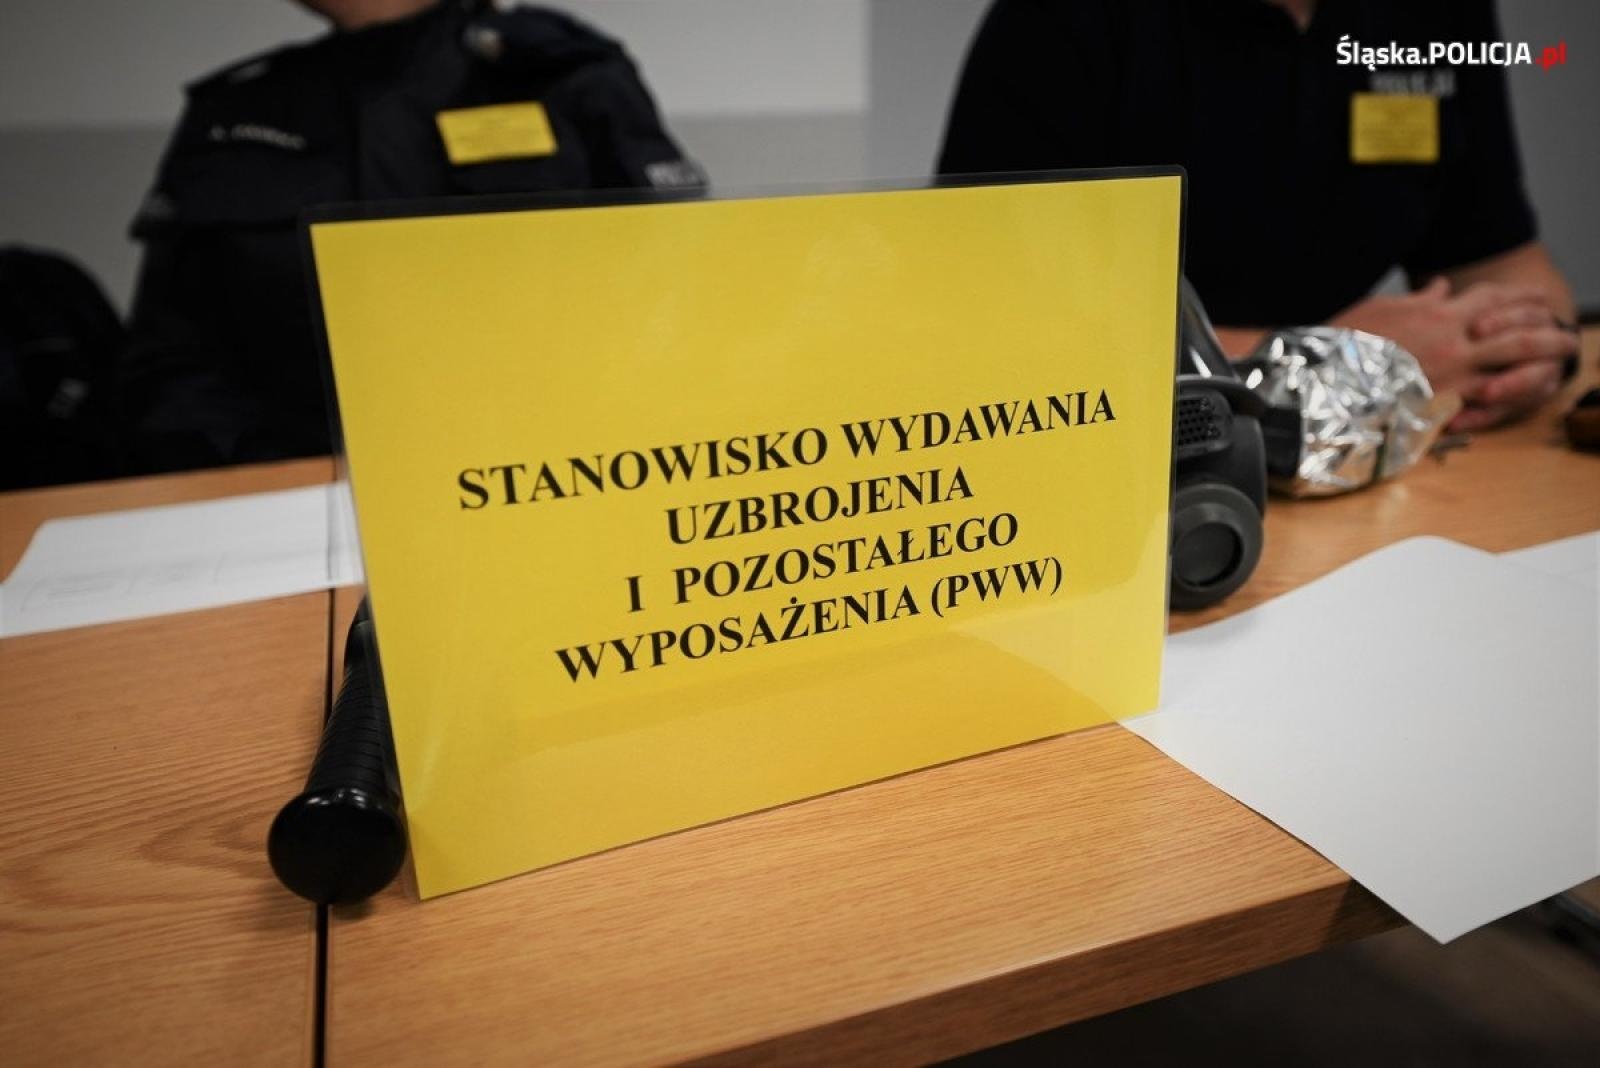 Śląska.POLICJA.pl
STANOWISKO WYDAWANIA
UZBROJENIA
I POZOSTAŁEGO
WYPOSAŻENIA (PWW)